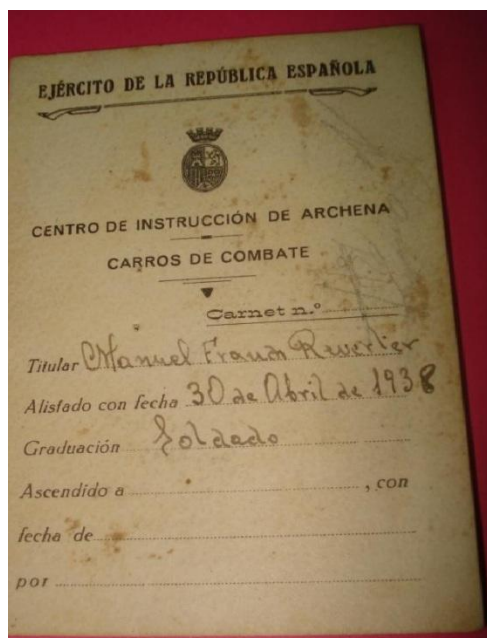 EJÉRCITO DE LA REPÚBLICA ESPAÑOLA
CENTRO DE INSTRUCCIÓN DE ARCHENA
CARROS DE COMBATE
Carnet n.º
Titular Manuel
Alistado con fecha 30 de Abril de 1938
Graduación Soldado
Ascendido a , con
fecha de
por